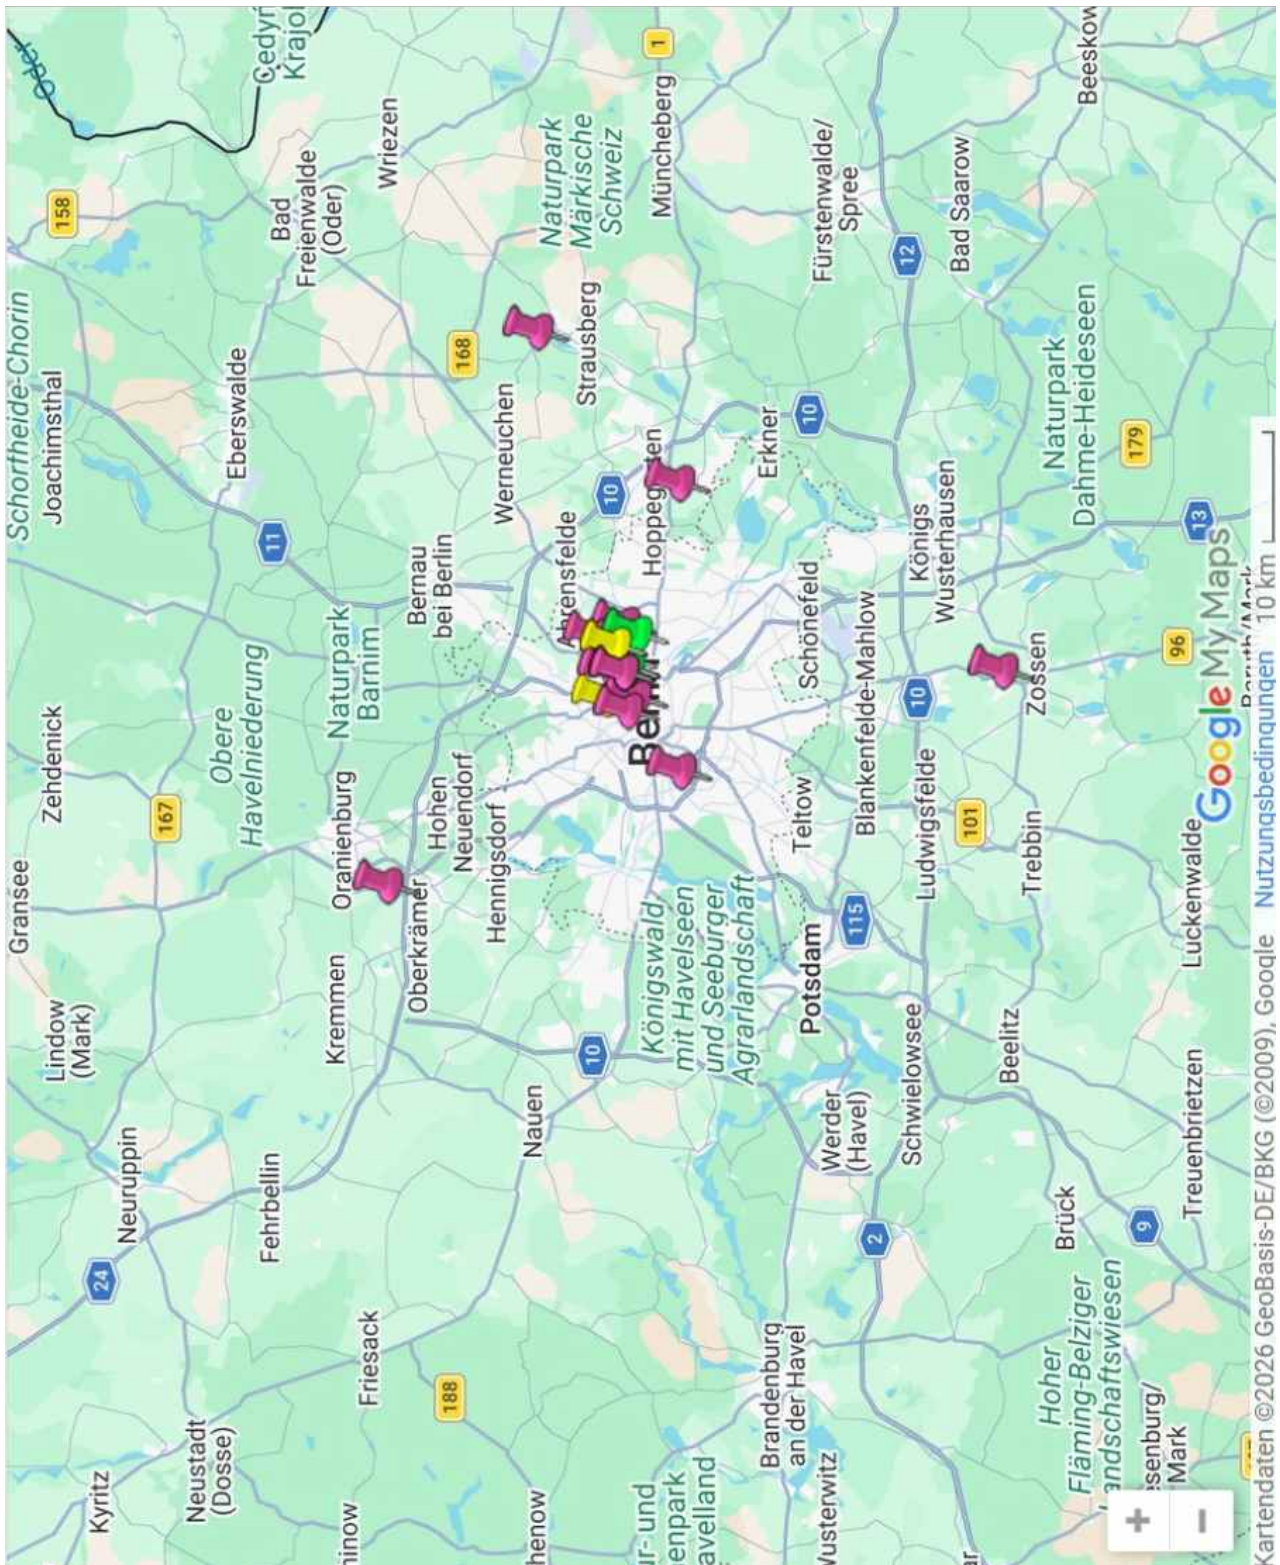 Kyritz
Neustadt
(Dosse)
Friesack
188
24
Neuruppin
Fehrbellin
Lindow
(Mark)
Gransee
Zehdenick
167
Kremmen
Oranienburg
Oberkrämer
Obere
Havelniederung
Naturpark
Barnim
Hohen
Neuendorf
Hennigsdorf
Nauen
10
Schorfheide-Chorin
Joachimsthal
11
Eberswalde
Bernau
bei Berlin
Werneuchen
Ahrensfelde
10
158
Oder
Bad
Freienwalde
(Oder)
Wriezen
168
Strausberg
Naturpark
Märkische
Schweiz
Müncheberg
1
Hoppegarten
Erkner
10
Fürstenwalde/
Spree
12
Bad Saarow
Beeskow
Königswald
mit Havelseen
und Seeburger
Agrarlandschaft
Potsdam
115
Teltow
Blankenfelde-Mahlow
Schönefeld
Königs
Wusterhausen
10
Ludwigsfelde
101
Trebbin
Zossen
96
Naturpark
Dahme-Heideseen
179
13
Werder
(Havel)
Schwielowsee
Beelitz
2
Brandenburg
an der Havel
Brück
9
Treuenbrietzen
Luckenwalde
Hoher
Fläming-Belziger
Landschaftswiesen
+
−
Google My Maps
Kartendaten ©2026 GeoBasis-DE/BKG (©2009), Google Nutzungsbedingungen 10 km